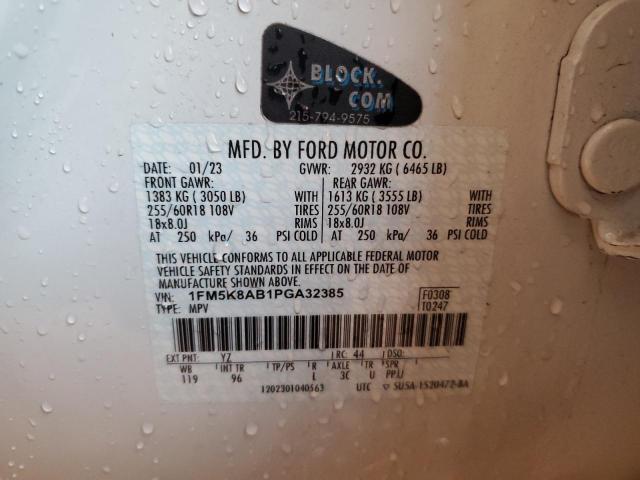 BLOCK.
COM
215-794-9575
MFD. BY FORD MOTOR CO.
DATE: 01/23 GVWR: 2932 KG ( 6465 LB)
FRONT GAWR: REAR GAWR:
1383 KG ( 3050 LB) WITH 1613 KG ( 3555 LB) WITH
255/60R18 108V TIRES 255/60R18 108V TIRES
18x8.0J RIMS 18x8.0J RIMS
AT 250 kPa/ 36 PSI COLD AT 250 kPa/ 36 PSI COLD
THIS VEHICLE CONFORMS TO ALL APPLICABLE FEDERAL MOTOR
VEHICLE SAFETY STANDARDS IN EFFECT ON THE DATE OF
MANUFACTURE SHOWN ABOVE.
VIN: 1FM5K8AB1PGA32385 F0308
TYPE: MPV T0247
EXT PNT: YZ RC: 44 DSO:
WB INT TR TP/PS R AXLE TR SPR
119 96 L 3C U PPJJ
1202301040563 UTC SU5A-1520472-BA